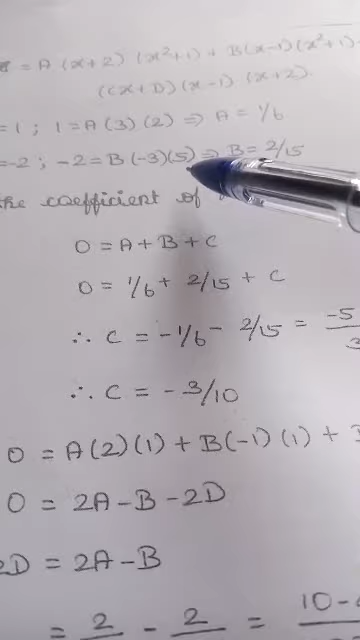 = A (x+2) (x²+1) + B(x-1)(x²+1)
(Cx+D)(x-1) (x+2).
=1 ; 1 = A(3)(2) ⇒ A = 1/6
=-2 ; -2 = B(-3)(5) ⇒ B = 2/15
the coefficient of
0 = A+B+C
0 = 1/6 + 2/15 + C
∴ C = -1/6 - 2/15 = -5
∴ C = -3/10
0 = A(2)(1) + B(-1)(1) +
0 = 2A-B-2D
2D = 2A-B
= 2 - 2 = 10-